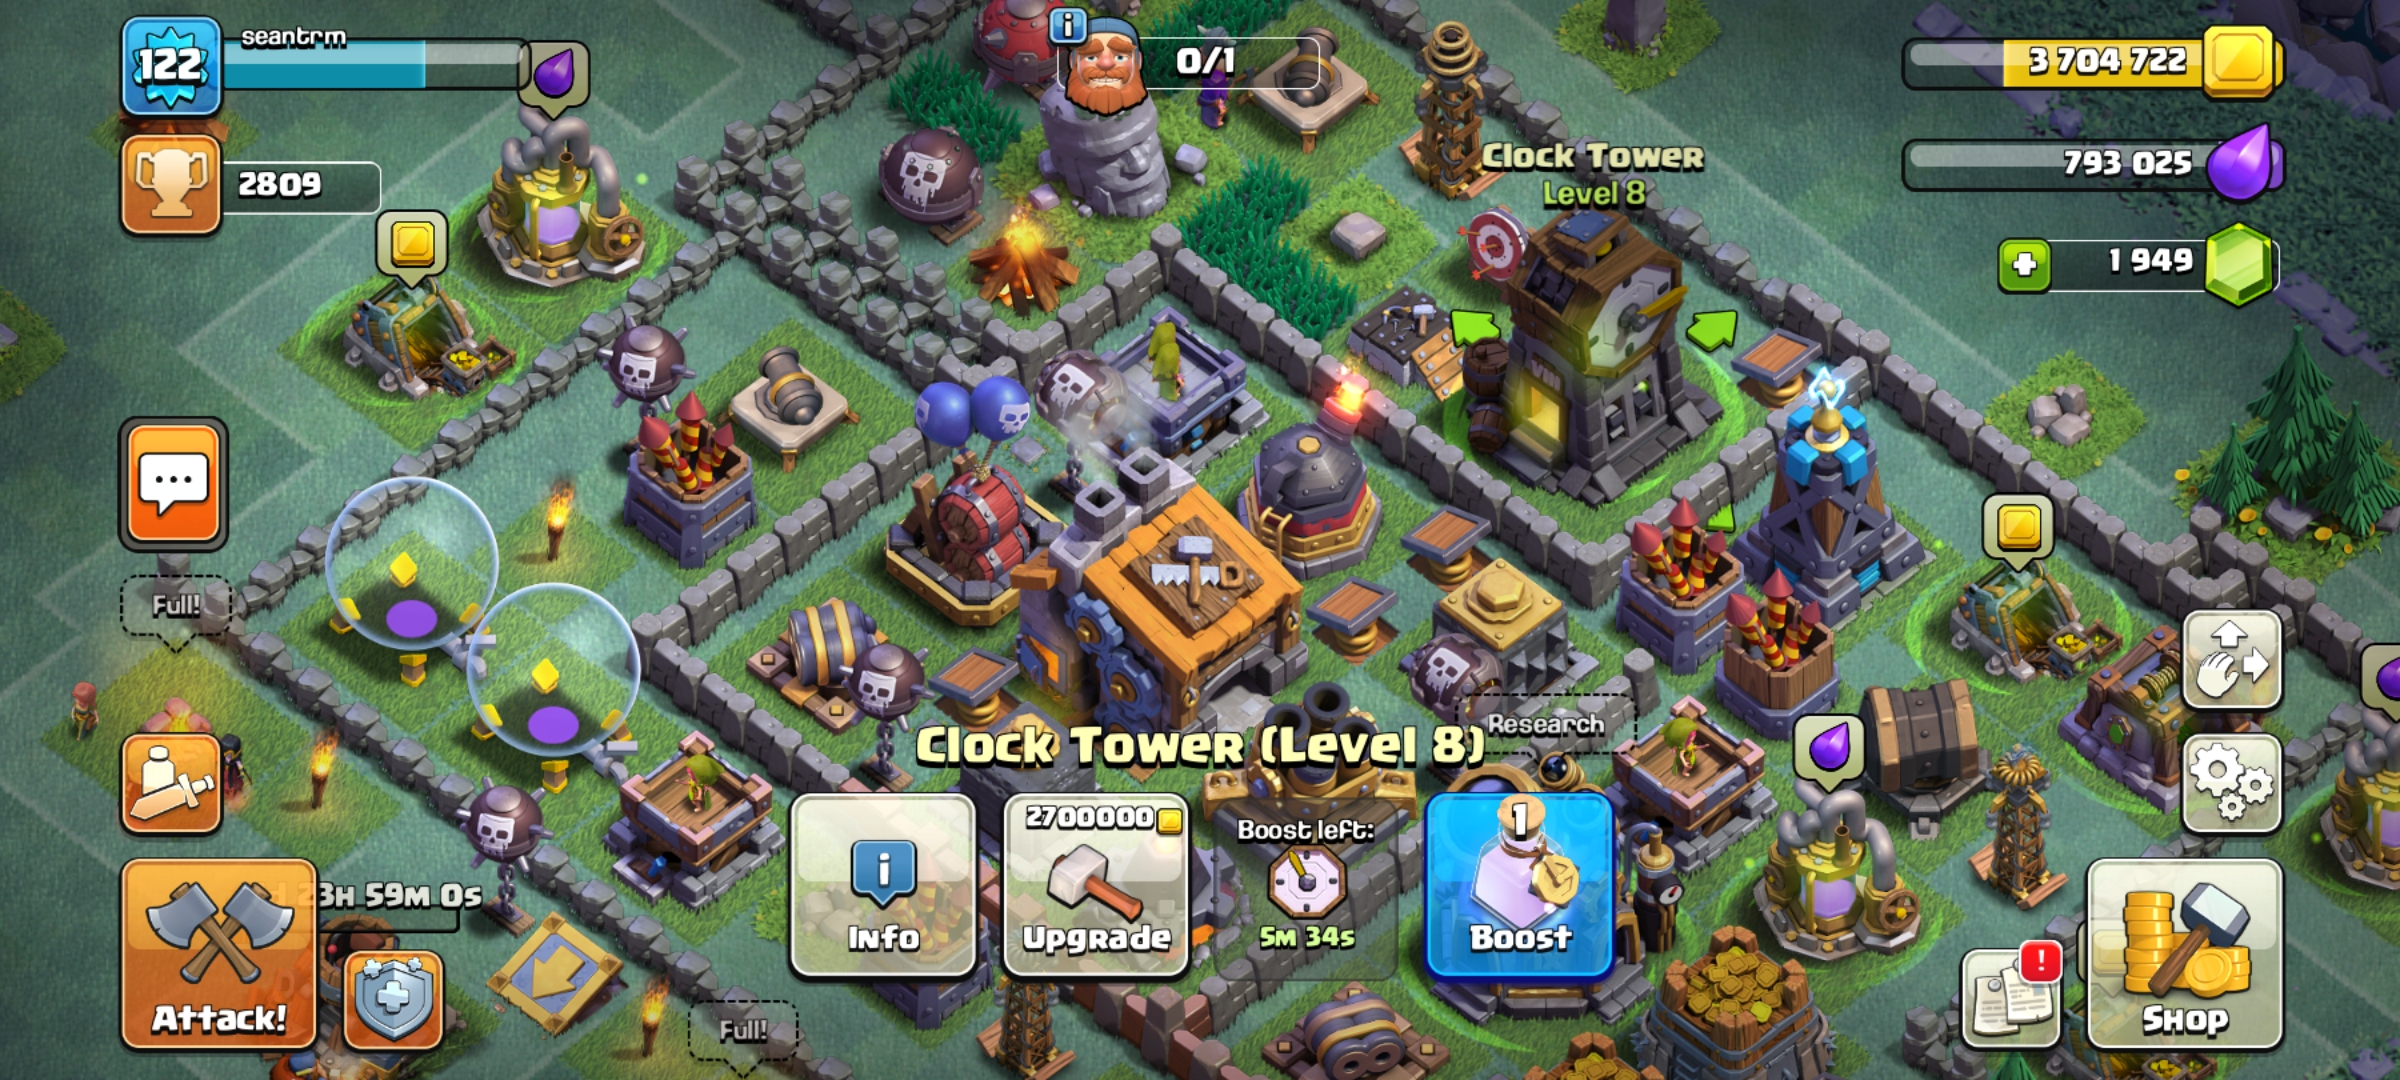 122
seantrm
0/1
3 704 722
2809
793 025
1 949
Clock Tower
Level 8
Full!
Research
Clock Tower (Level 8)
2700000
Boost left:
1
23h 59m 0s
Info
Upgrade
5m 34s
Boost
Attack!
Full!
!
Shop